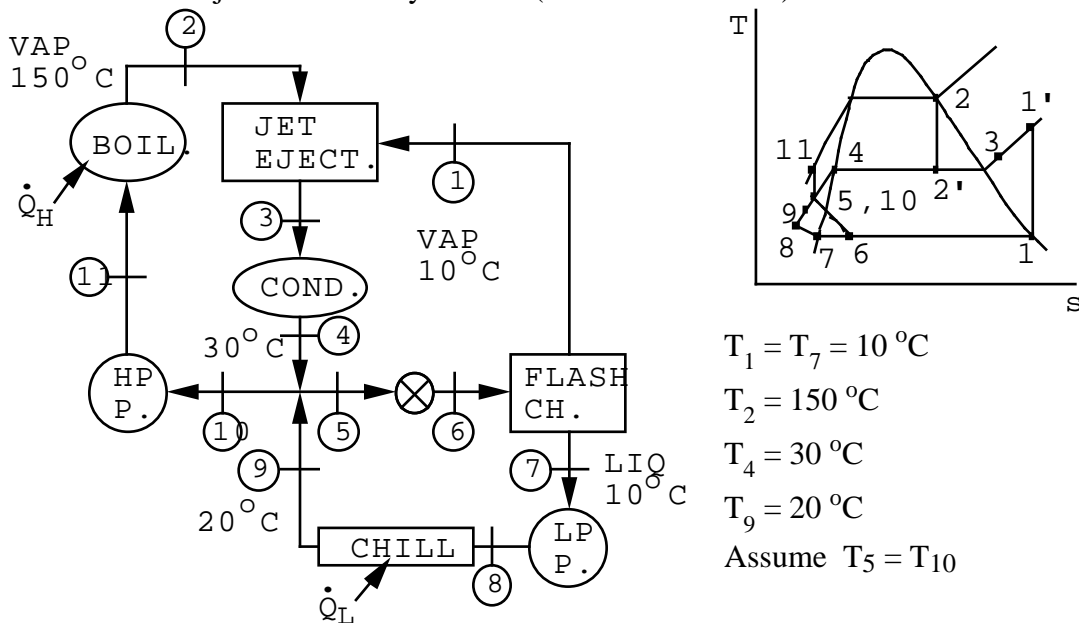 2
VAP
150°C
JET
EJECT.
BOIL.
1
Q̇_H
3
VAP
10°C
11
COND.
30°C
4
HP
P.
FLASH
CH.
10
5
6
9
7
LIQ
10°C
20°C
CHILL
LP
P.
8
Q̇_L
T
2
1'
11
4
3
2'
9
5,10
8
7
6
1
s
T₁ = T₇ = 10 °C
T₂ = 150 °C
T₄ = 30 °C
T₉ = 20 °C
Assume T₅ = T₁₀